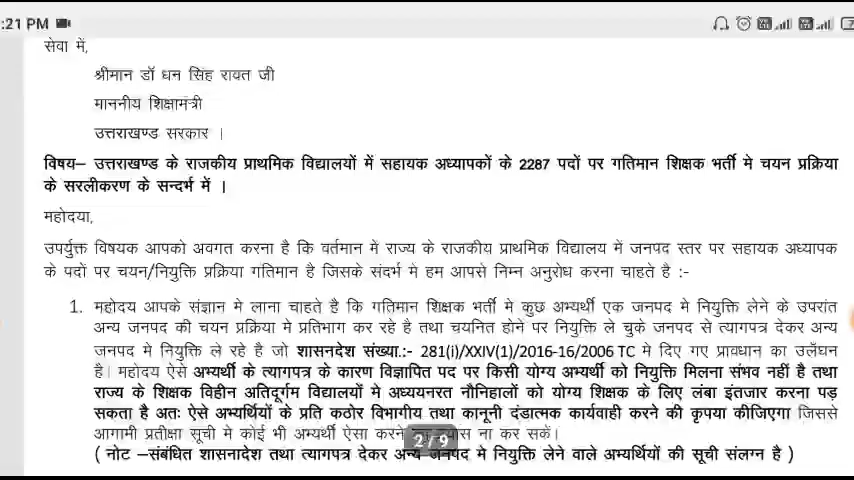 :21 PM
सेवा में,
श्रीमान डॉ धन सिंह रावत जी
माननीय शिक्षामंत्री
उत्तराखण्ड सरकार ।
विषय– उत्तराखण्ड के राजकीय प्राथमिक विद्यालयों में सहायक अध्यापकों के 2287 पदों पर गतिमान शिक्षक भर्ती मे चयन प्रक्रिया
के सरलीकरण के सन्दर्भ में ।
महोदया,
उपर्युक्त विषयक आपको अवगत करना है कि वर्तमान में राज्य के राजकीय प्राथमिक विद्यालय में जनपद स्तर पर सहायक अध्यापक
के पदों पर चयन/नियुक्ति प्रक्रिया गतिमान है जिसके संदर्भ मे हम आपसे निम्न अनुरोध करना चाहते है :-
1. महोदय आपके संज्ञान मे लाना चाहते है कि गतिमान शिक्षक भर्ती मे कुछ अभ्यर्थी एक जनपद मे नियुक्ति लेने के उपरांत
अन्य जनपद की चयन प्रक्रिया मे प्रतिभाग कर रहे है तथा चयनित होने पर नियुक्ति ले चुके जनपद से त्यागपत्र देकर अन्य
जनपद मे नियुक्ति ले रहे है जो शासनदेश संख्या.:- 281(i)/XXIV(1)/2016-16/2006 TC मे दिए गए प्रावधान का उलँघन
है। महोदय ऐसे अभ्यर्थी के त्यागपत्र के कारण विज्ञापित पद पर किसी योग्य अभ्यर्थी को नियुक्ति मिलना संभव नहीं है तथा
राज्य के शिक्षक विहीन अतिदुर्गम विद्यालयों मे अध्ययनरत नौनिहालों को योग्य शिक्षक के लिए लंबा इंतजार करना पड़
सकता है अतः ऐसे अभ्यर्थियों के प्रति कठोर विभागीय तथा कानूनी दंडात्मक कार्यवाही करने की कृपया कीजिएगा जिससे
आगामी प्रतीक्षा सूची मे कोई भी अभ्यर्थी ऐसा करने ना कर सकें।
2/9
( नोट –संबंधित शासनादेश तथा त्यागपत्र देकर अन्य जनपद मे नियुक्ति लेने वाले अभ्यर्थियों की सूची संलग्न है )